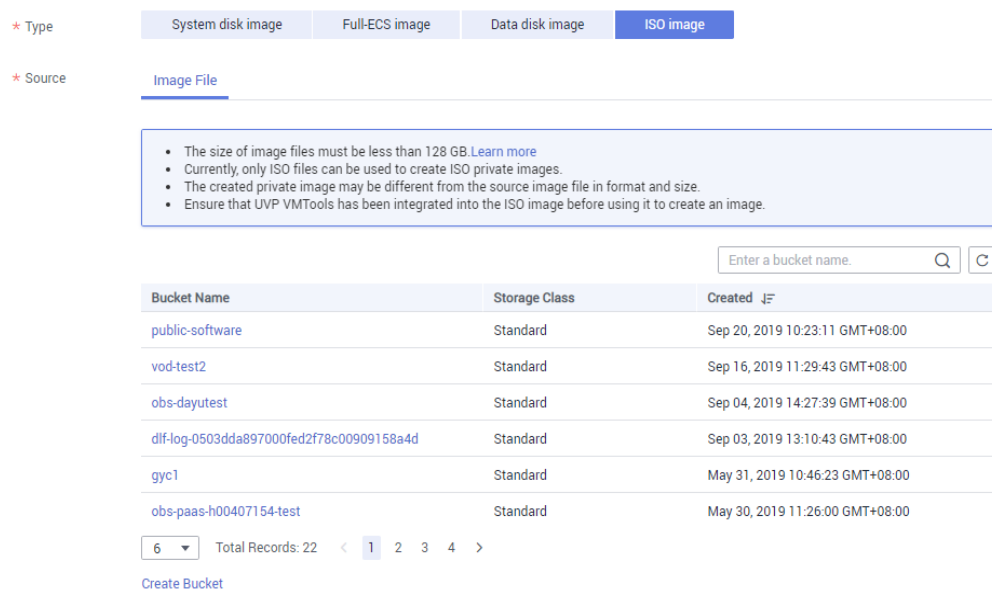 * Type
System disk image Full-ECS image Data disk image ISO image
* Source
Image File
• The size of image files must be less than 128 GB.Learn more
• Currently, only ISO files can be used to create ISO private images.
• The created private image may be different from the source image file in format and size.
• Ensure that UVP VMTools has been integrated into the ISO image before using it to create an image.
Enter a bucket name.
Bucket Name Storage Class Created
public-software Standard Sep 20, 2019 10:23:11 GMT+08:00
vod-test2 Standard Sep 16, 2019 11:29:43 GMT+08:00
obs-dayutest Standard Sep 04, 2019 14:27:39 GMT+08:00
dlf-log-0503dda897000fed2f78c00909158a4d Standard Sep 03, 2019 13:10:43 GMT+08:00
gyc1 Standard May 31, 2019 10:46:23 GMT+08:00
obs-paas-h00407154-test Standard May 30, 2019 11:26:00 GMT+08:00
6 Total Records: 22 < 1 2 3 4 >
Create Bucket